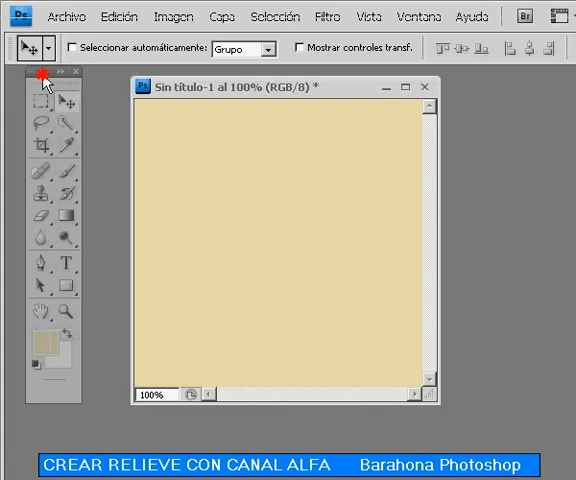 Ps Archivo Edición Imagen Capa Selección Filtro Vista Ventana Ayuda Br
Seleccionar automáticamente: Grupo Mostrar controles transf.
Ps Sin título-1 al 100% (RGB/8) *
T
100%
CREAR RELIEVE CON CANAL ALFA Barahona Photoshop